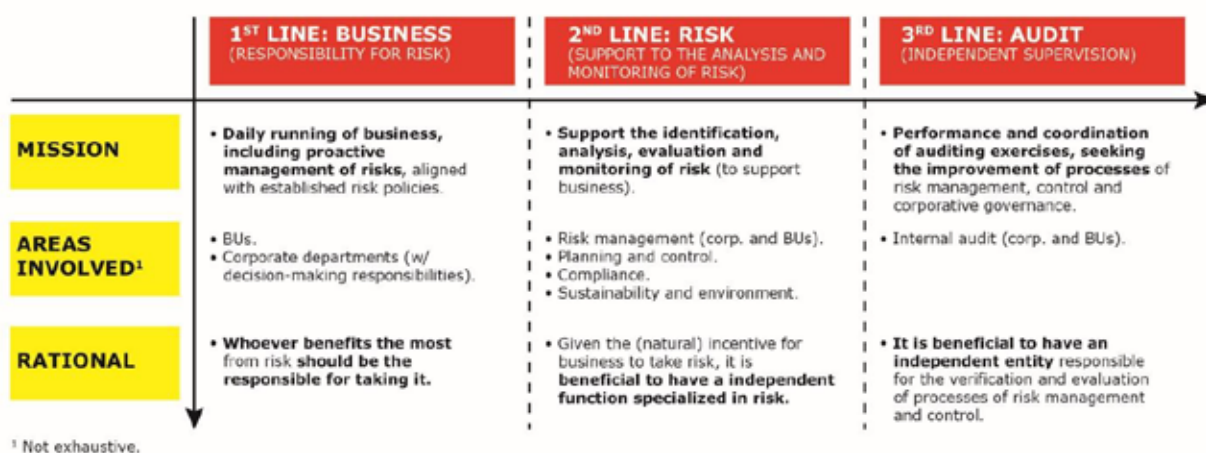 1ST LINE: BUSINESS
(RESPONSIBILITY FOR RISK)
2ND LINE: RISK
(SUPPORT TO THE ANALYSIS AND
MONITORING OF RISK)
3RD LINE: AUDIT
(INDEPENDENT SUPERVISION)
MISSION
• Daily running of business,
including proactive
management of risks, aligned
with established risk policies.
• Support the identification,
analysis, evaluation and
monitoring of risk (to support
business).
• Performance and coordination
of auditing exercises, seeking
the improvement of processes of
risk management, control and
corporative governance.
AREAS
INVOLVED¹
• BUs.
• Corporate departments (w/
decision-making responsibilities).
• Risk management (corp. and BUs).
• Planning and control.
• Compliance.
• Sustainability and environment.
• Internal audit (corp. and BUs).
RATIONAL
• Whoever benefits the most
from risk should be the
responsible for taking it.
• Given the (natural) incentive for
business to take risk, it is
beneficial to have a independent
function specialized in risk.
• It is beneficial to have an
independent entity responsible
for the verification and evaluation
of processes of risk management
and control.
¹ Not exhaustive.